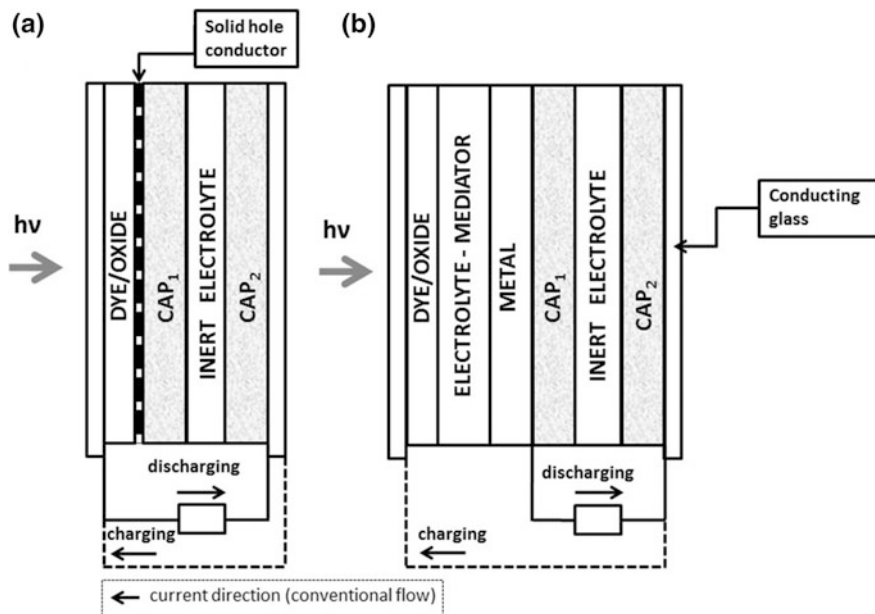 (a)
Solid hole
conductor
hν
DYE/OXIDE
CAP₁
INERT ELECTROLYTE
CAP₂
discharging
charging
(b)
hν
DYE/OXIDE
ELECTROLYTE - MEDIATOR
METAL
CAP₁
INERT ELECTROLYTE
CAP₂
Conducting
glass
discharging
charging
current direction (conventional flow)